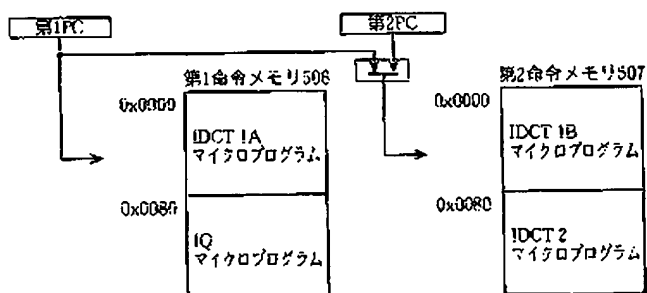 第1PC
第2PC
第1命令メモリ506
第2命令メモリ507
0x0000
IDCT 1A
マイクロプログラム
0x0080
IQ
マイクロプログラム
0x0000
IDCT 1B
マイクロプログラム
0x0080
IDCT 2
マイクロプログラム